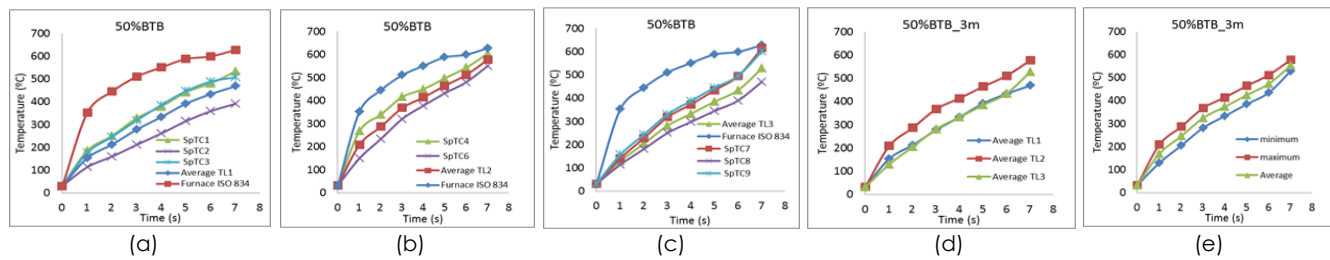 50%BTB
Temperature (ºC)
700
600
500
400
300
200
100
0
0 1 2 3 4 5 6 7 8
Time (s)
SpTC1
SpTC2
SpTC3
Average TL1
Furnace ISO 834
(a)
50%BTB
Temperature (ºC)
700
600
500
400
300
200
100
0
0 1 2 3 4 5 6 7 8
Time (s)
SpTC4
SpTC6
Average TL2
Furnace ISO 834
(b)
50%BTB
Temperature (ºC)
700
600
500
400
300
200
100
0
0 1 2 3 4 5 6 7 8
Time (s)
Average TL3
Furnace ISO 834
SpTC7
SpTC8
SpTC9
(c)
50%BTB_3m
Temperature (ºC)
700
600
500
400
300
200
100
0
0 1 2 3 4 5 6 7 8
Time (s)
Aveage TL1
Average TL2
Average TL3
(d)
50%BTB_3m
Temperature (ºC)
700
600
500
400
300
200
100
0
0 1 2 3 4 5 6 7 8
Time (s)
minimum
maximum
Average
(e)